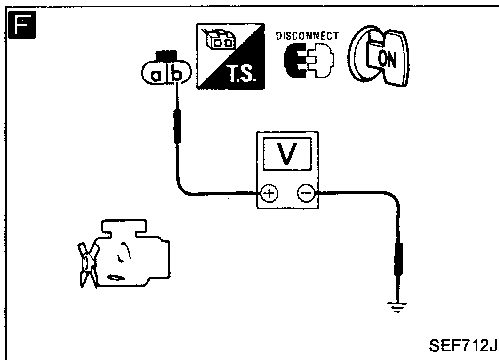 F
DISCONNECT
a b
T.S.
ON
V
+ −
SEF712J